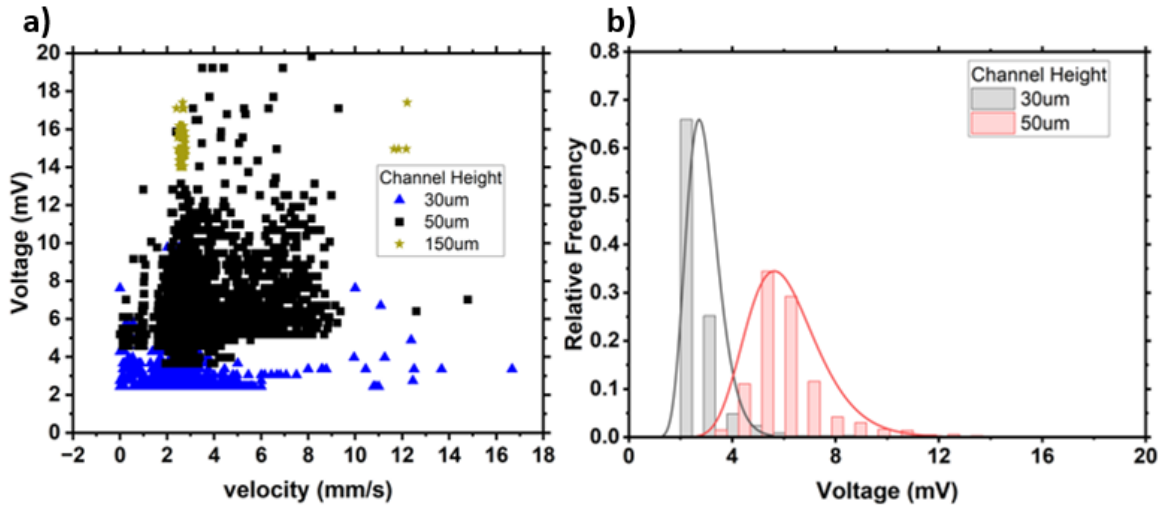 a)
20
18
16
14
12
10
8
6
4
2
0
Voltage (mV)
−2 0 2 4 6 8 10 12 14 16 18
velocity (mm/s)
Channel Height
30um
50um
150um
b)
0.8
0.7
0.6
0.5
0.4
0.3
0.2
0.1
0.0
Relative Frequency
0 4 8 12 16 20
Voltage (mV)
Channel Height
30um
50um